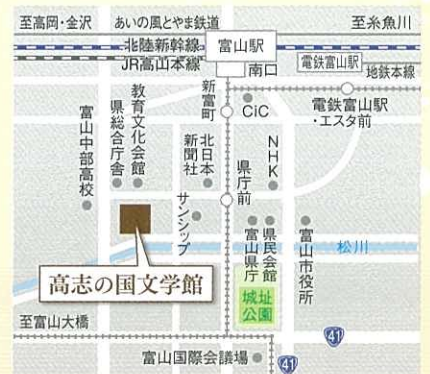 至高岡・金沢
あいの風とやま鉄道
至糸魚川
北陸新幹線
富山駅
JR高山本線
南口
電鉄富山駅
地鉄本線
新富町
CiC
電鉄富山駅
・エスタ前
教育文化会館
県総合庁舎
北日本
新聞社
NHK
富山中部高校
県庁前
サンシップ
県民会館
富山県庁
富山市役所
松川
高志の国文学館
城址
公園
至富山大橋
41
富山国際会議場
41